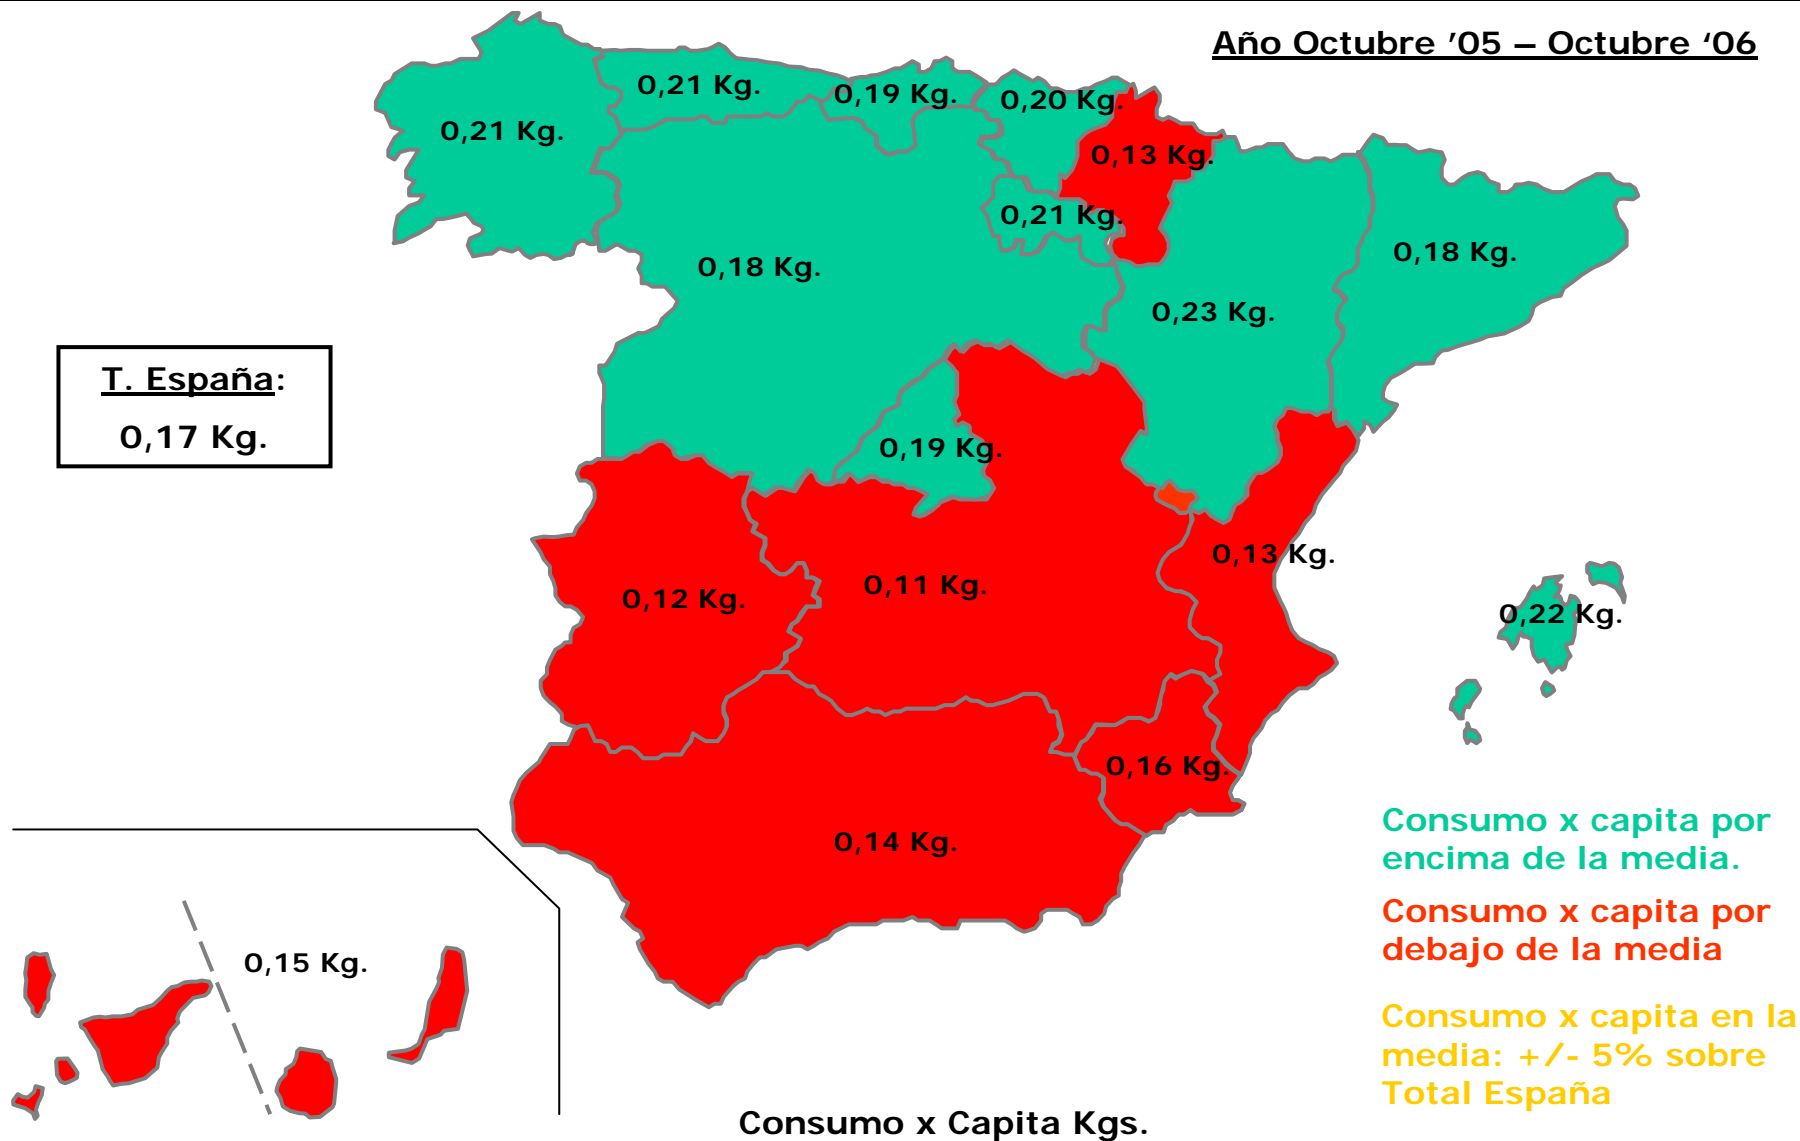 Año Octubre ’05 – Octubre ‘06
0,21 Kg.
0,19 Kg.
0,20 Kg.
0,21 Kg.
0,13 Kg.
0,21 Kg.
0,18 Kg.
0,18 Kg.
0,23 Kg.
T. España:
0,17 Kg.
0,19 Kg.
0,13 Kg.
0,11 Kg.
0,12 Kg.
0,22 Kg.
0,16 Kg.
0,14 Kg.
0,15 Kg.
Consumo x capita por
encima de la media.
Consumo x capita por
debajo de la media
Consumo x capita en la
media: +/- 5% sobre
Total España
Consumo x Capita Kgs.